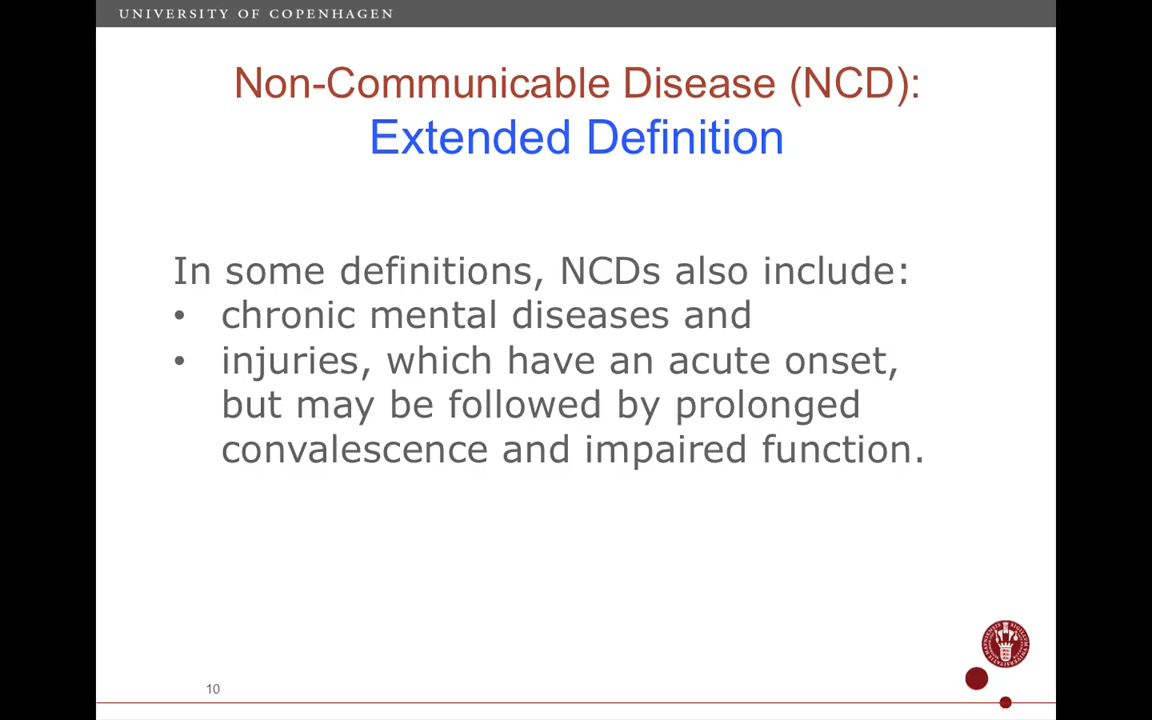 UNIVERSITY OF COPENHAGEN
Non-Communicable Disease (NCD):
Extended Definition
In some definitions, NCDs also include:
• chronic mental diseases and
• injuries, which have an acute onset,
but may be followed by prolonged
convalescence and impaired function.
10